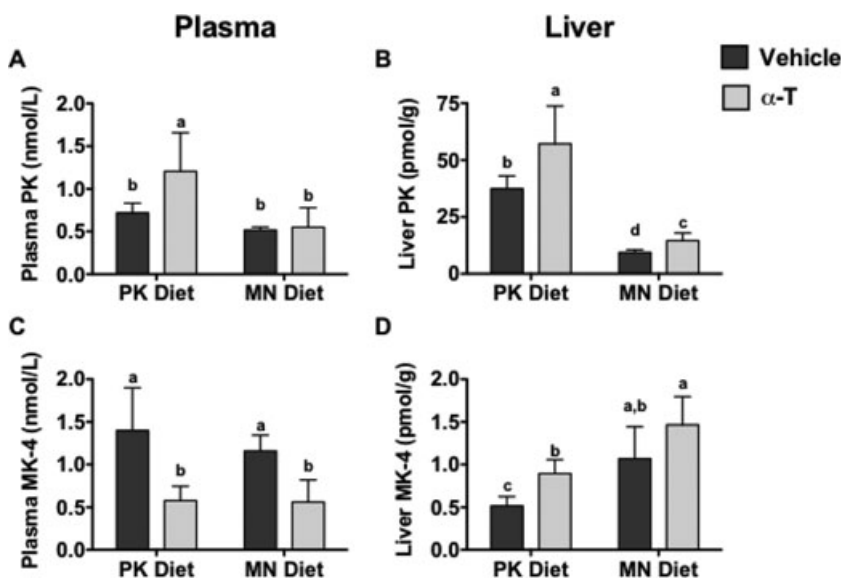 Plasma
Liver
Vehicle
α-T
A
Plasma PK (nmol/L)
2.0
1.5
1.0
0.5
0.0
b
a
b
b
PK Diet
MN Diet
B
Liver PK (pmol/g)
75
50
25
0
b
a
d
c
PK Diet
MN Diet
C
Plasma MK-4 (nmol/L)
2.0
1.5
1.0
0.5
0.0
a
b
a
b
PK Diet
MN Diet
D
Liver MK-4 (pmol/g)
2.0
1.5
1.0
0.5
0.0
c
b
a,b
a
PK Diet
MN Diet